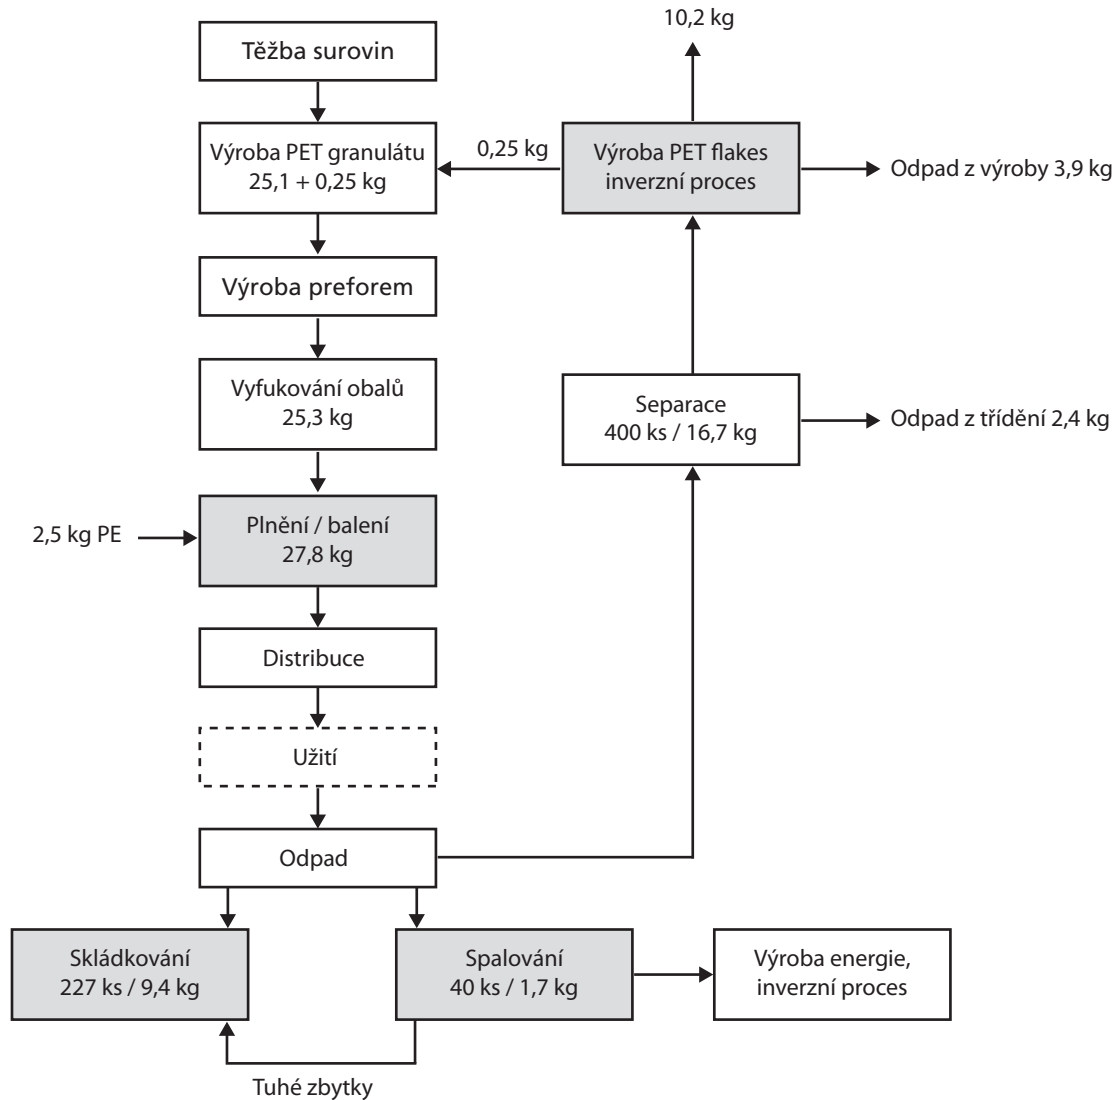 10,2 kg
Těžba surovin
Výroba PET granulátu
25,1 + 0,25 kg
0,25 kg
Výroba PET flakes
inverzní proces
Odpad z výroby 3,9 kg
Výroba preforem
Vyfukování obalů
25,3 kg
Separace
400 ks / 16,7 kg
Odpad z třídění 2,4 kg
2,5 kg PE
Plnění / balení
27,8 kg
Distribuce
Užití
Odpad
Skládkování
227 ks / 9,4 kg
Spalování
40 ks / 1,7 kg
Výroba energie,
inverzní proces
Tuhé zbytky